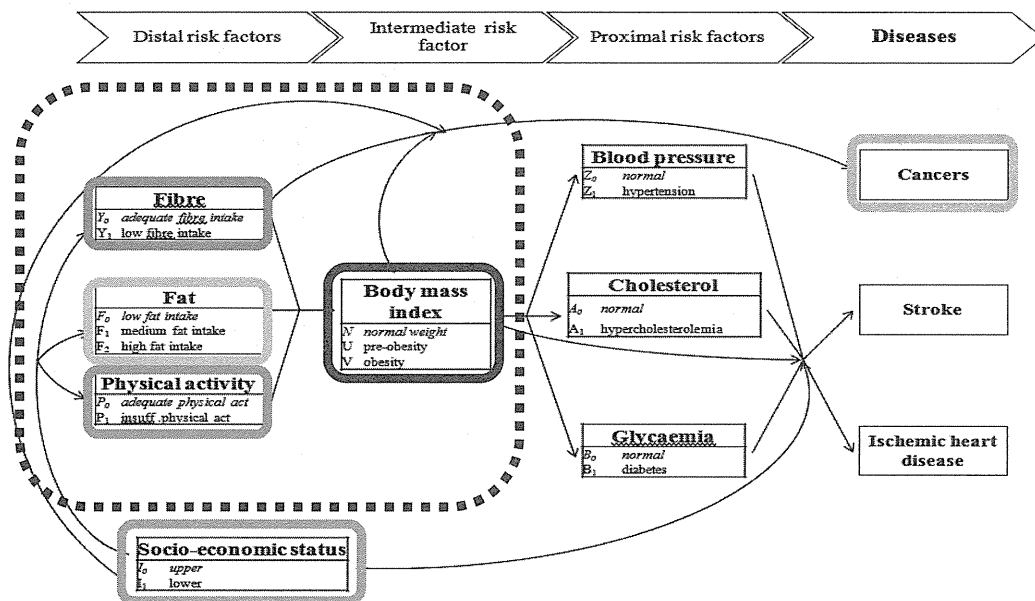 Distal risk factors
Intermediate risk
factor
Proximal risk factors
Diseases
Fibre
Y₀ adequate fibre intake
Y₁ low fibre intake
Fat
F₀ low fat intake
F₁ medium fat intake
F₂ high fat intake
Physical activity
P₀ adequate physical act
P₁ insuff .physical act
Socio-economic status
I₀ upper
I₁ lower
Body mass
index
N normal weight
U pre-obesity
V obesity
Blood pressure
Z₀ normal
Z₁ hypertension
Cholesterol
A₀ normal
A₁ hypercholesterolemia
Glycaemia
B₀ normal
B₁ diabetes
Cancers
Stroke
Ischemic heart
disease